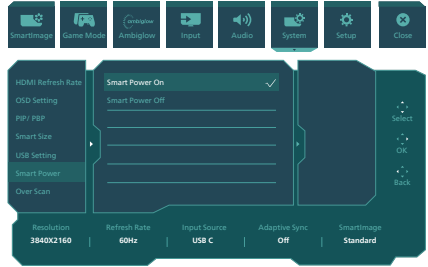 SmartImage
Game Mode
ambiglow
Ambiglow
Input
Audio
System
Setup
Close
HDMI Refresh Rate
OSD Setting
PIP/ PBP
Smart Size
USB Setting
Smart Power
Over Scan
Smart Power On
Smart Power Off
Select
OK
Back
Resolution Refresh Rate Input Source Adaptive Sync SmartImage
3840X2160 | 60Hz | USB C | Off | Standard